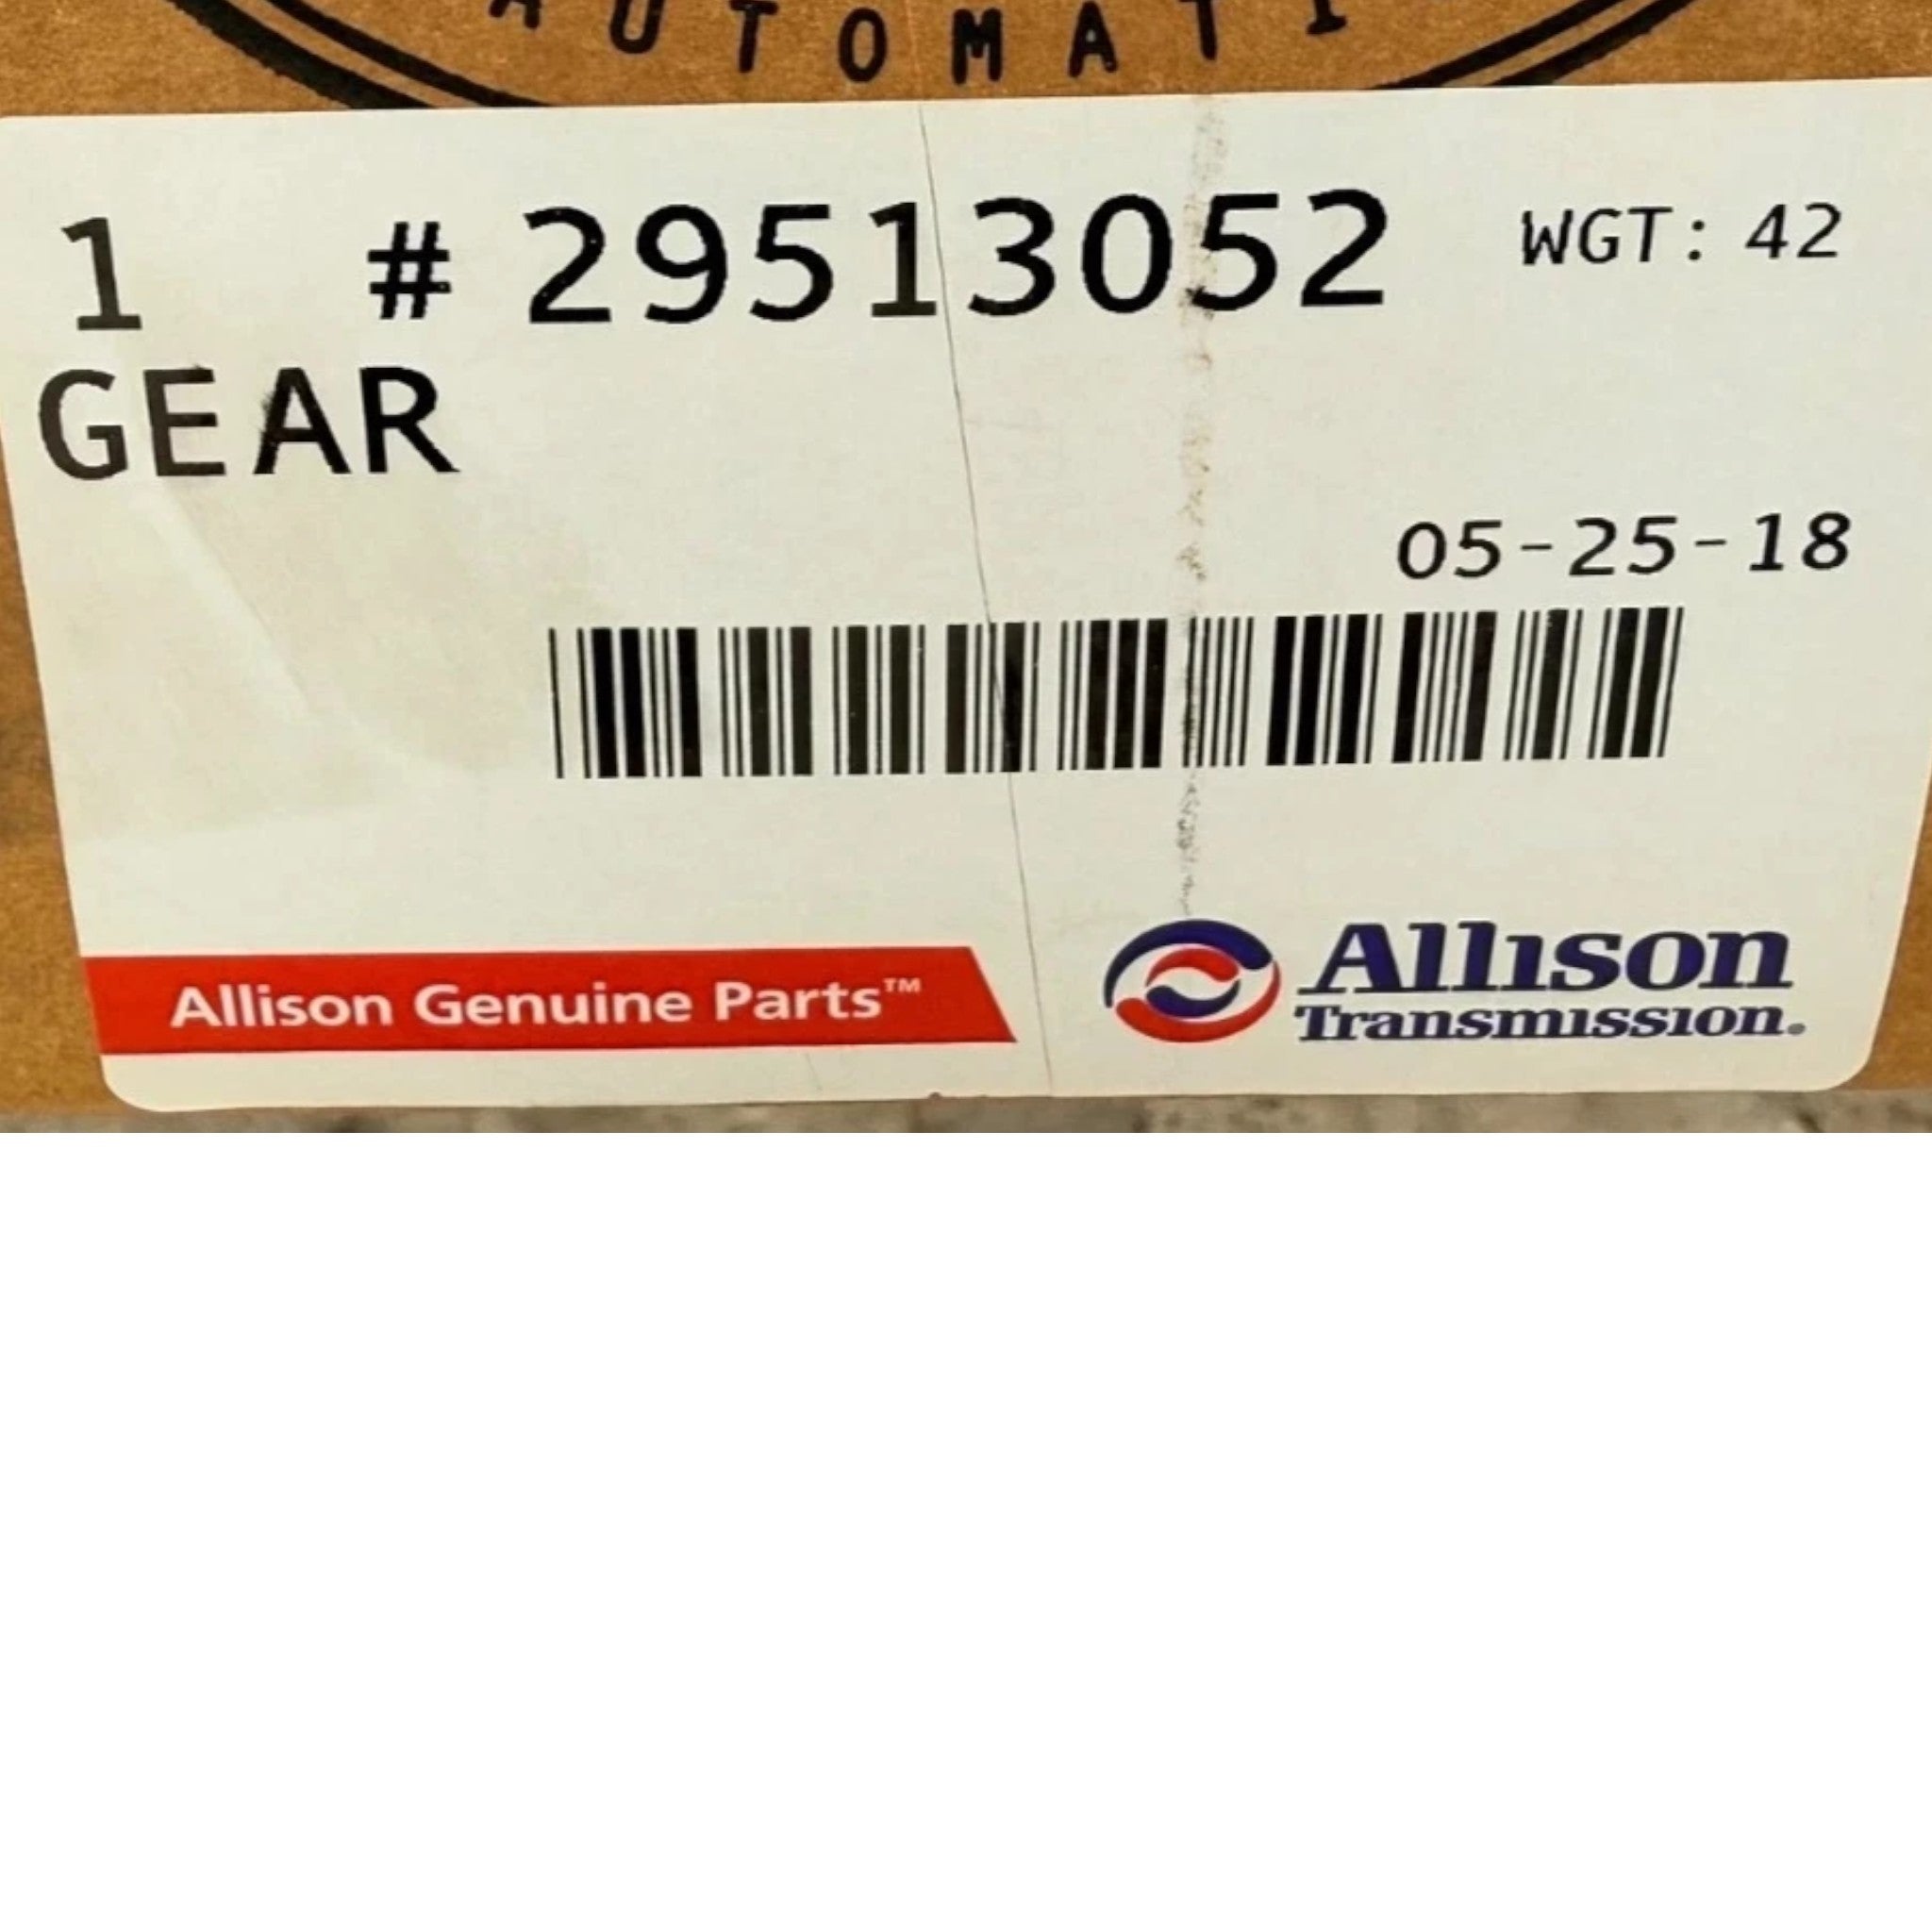 AUTOMATI
1 # 29513052 WGT: 42
GEAR
05-25-18
Allison Genuine Parts™
Allison
Transmission®